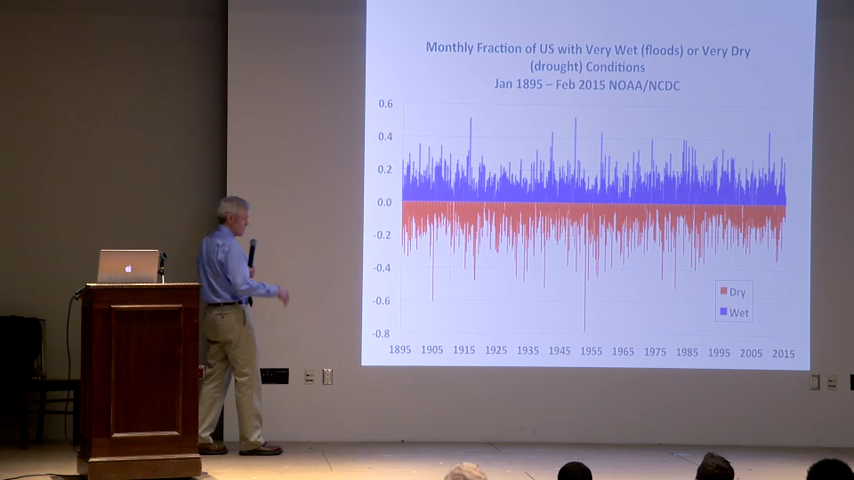 Monthly Fraction of US with Very Wet (floods) or Very Dry
(drought) Conditions
Jan 1895 – Feb 2015 NOAA/NCDC
0.6
0.4
0.2
0.0
-0.2
-0.4
-0.6
-0.8
Dry
Wet
1895 1905 1915 1925 1935 1945 1955 1965 1975 1985 1995 2005 2015